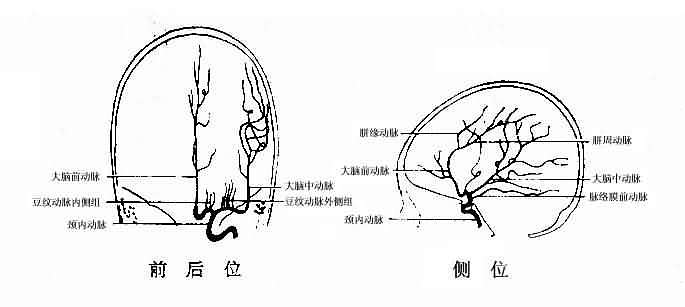 大脑前动脉
豆纹动脉内侧组
颈内动脉
大脑中动脉
豆纹动脉外侧组
前后位
胼缘动脉
大脑前动脉
颈内动脉
胼周动脉
大脑中动脉
脉络膜前动脉
侧位